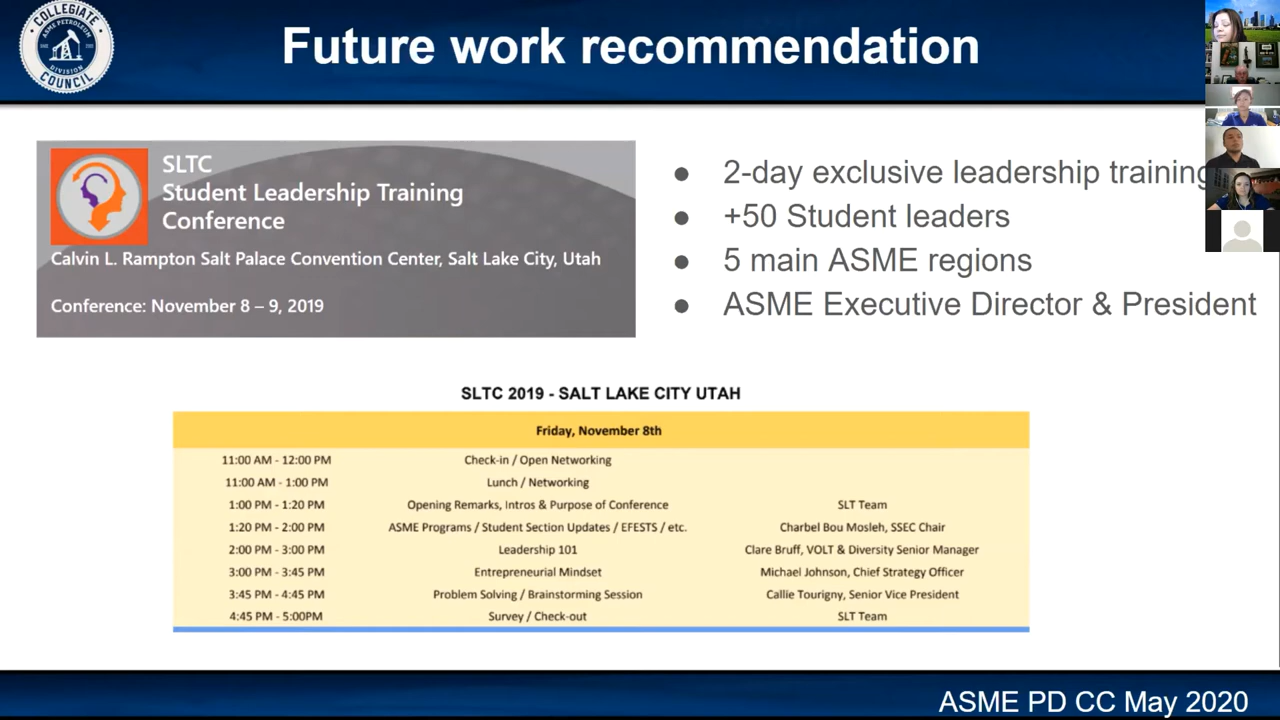 COLLEGIATE
ASME PETROLEUM
DIVISION
COUNCIL
Future work recommendation
SLTC
Student Leadership Training
Conference
Calvin L. Rampton Salt Palace Convention Center, Salt Lake City, Utah
Conference: November 8 – 9, 2019
● 2-day exclusive leadership training
● +50 Student leaders
● 5 main ASME regions
● ASME Executive Director & President
SLTC 2019 - SALT LAKE CITY UTAH
Friday, November 8th
11:00 AM - 12:00 PM Check-in / Open Networking
11:00 AM - 1:00 PM Lunch / Networking
1:00 PM - 1:20 PM Opening Remarks, Intros & Purpose of Conference SLT Team
1:20 PM - 2:00 PM ASME Programs / Student Section Updates / EFESTS / etc. Charbel Bou Mosleh, SSEC Chair
2:00 PM - 3:00 PM Leadership 101 Clare Bruff, VOLT & Diversity Senior Manager
3:00 PM - 3:45 PM Entrepreneurial Mindset Michael Johnson, Chief Strategy Officer
3:45 PM - 4:45 PM Problem Solving / Brainstorming Session Callie Tourigny, Senior Vice President
4:45 PM - 5:00PM Survey / Check-out SLT Team
ASME PD CC May 2020